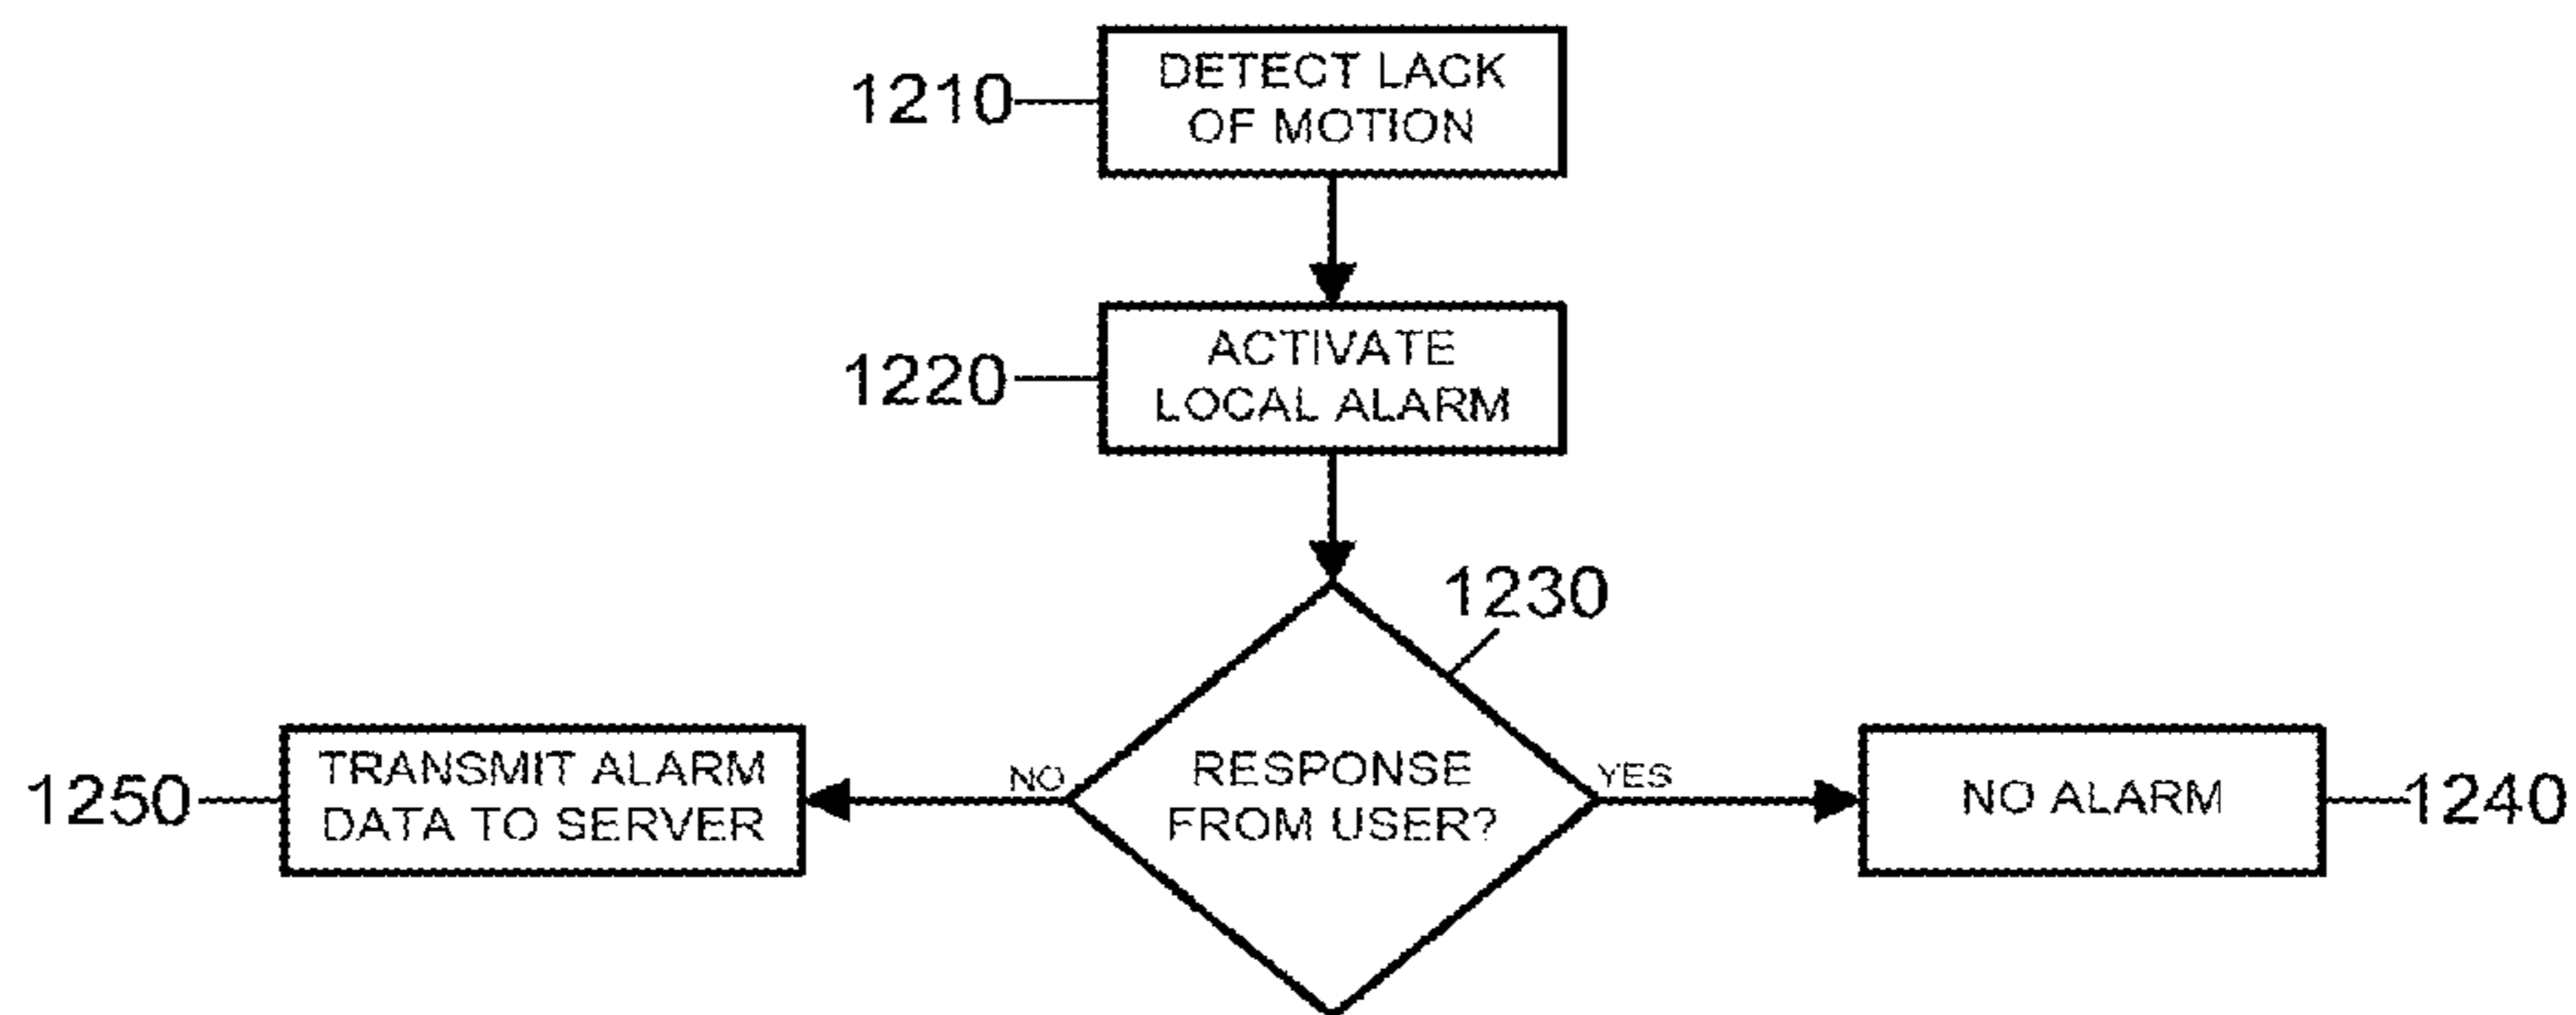 1210
DETECT LACK
OF MOTION
1220
ACTIVATE
LOCAL ALARM
1230
1250
TRANSMIT ALARM
DATA TO SERVER
NO
RESPONSE
FROM USER?
YES
NO ALARM
1240